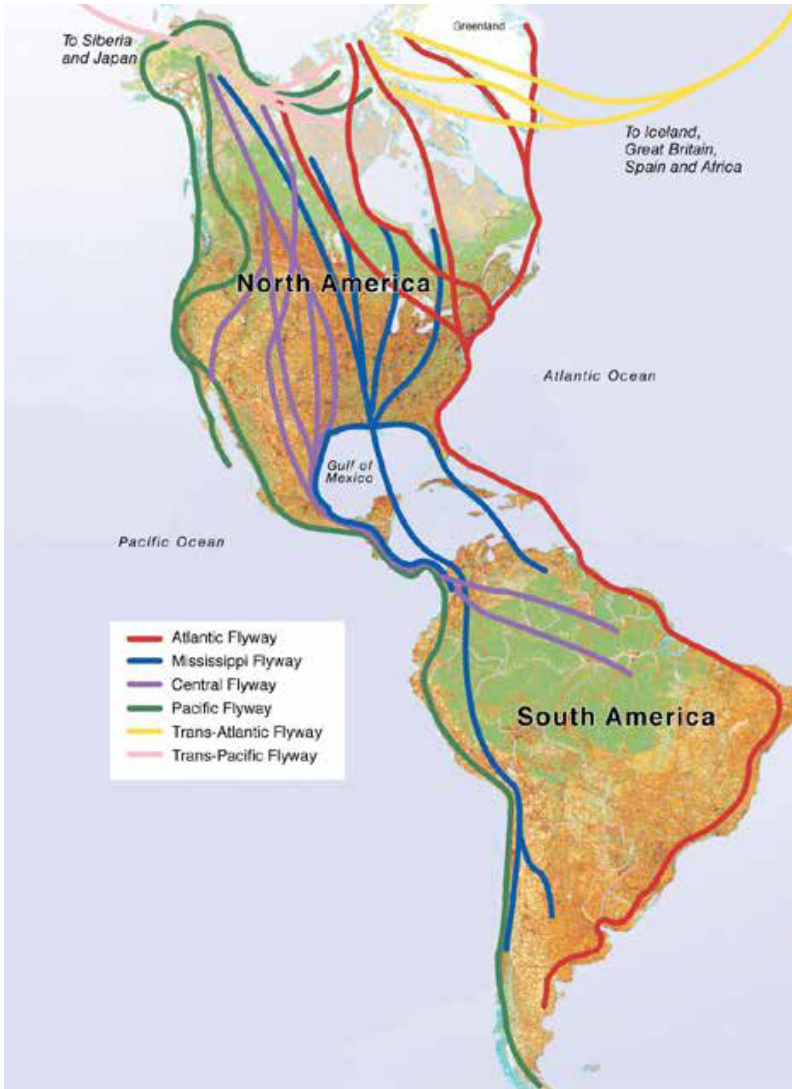 Greenland
To Siberia
and Japan
To Iceland,
Great Britain,
Spain and Africa
North America
Atlantic Ocean
Gulf of
Mexico
Pacific Ocean
Atlantic Flyway
Mississippi Flyway
Central Flyway
Pacific Flyway
Trans-Atlantic Flyway
Trans-Pacific Flyway
South America